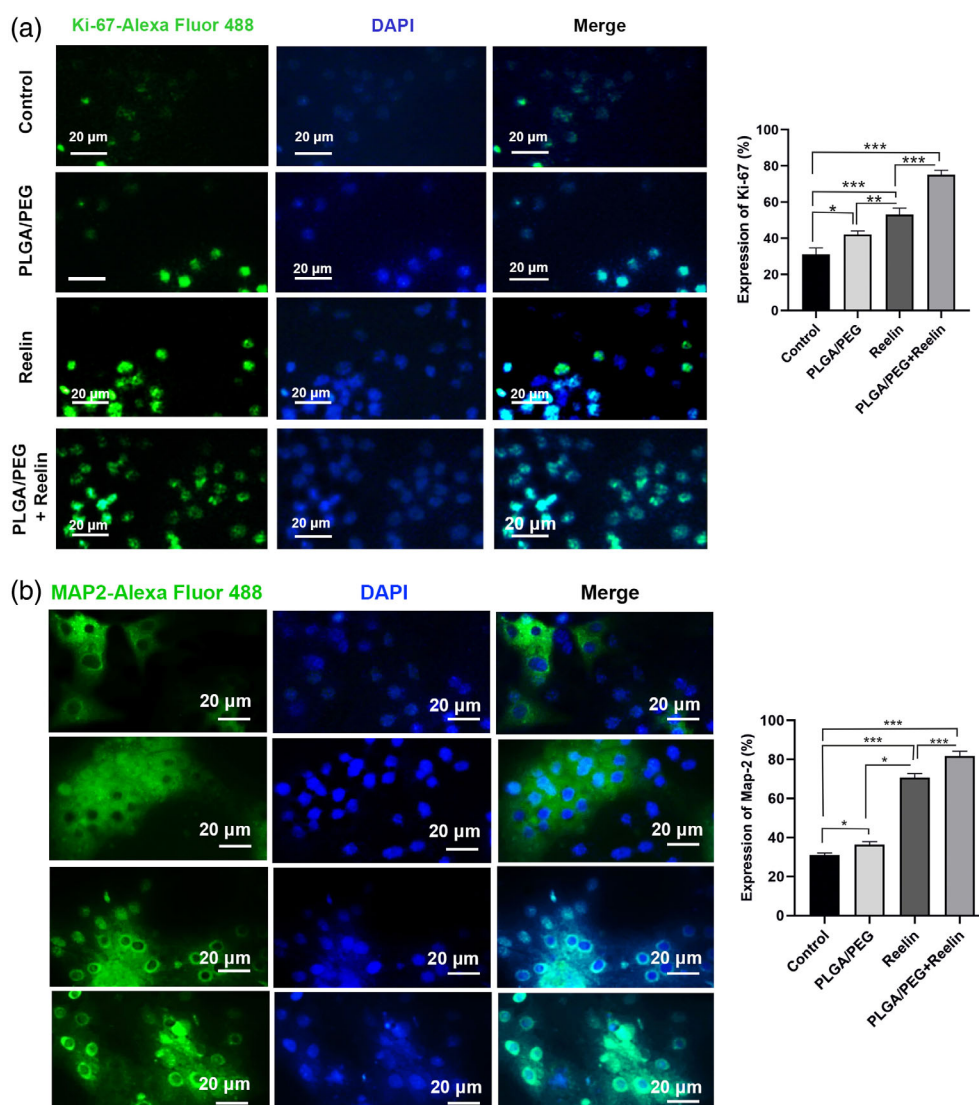 (a)
Ki-67-Alexa Fluor 488 DAPI Merge
Control
20 µm 20 µm 20 µm
PLGA/PEG
20 µm 20 µm
Reelin
20 µm 20 µm 20 µm
PLGA/PEG
+ Reelin
20 µm 20 µm 20 µm
Expression of Ki-67 (%)
100
80
60
40
20
0
***
*** ***
* **
Control
PLGA/PEG
Reelin
PLGA/PEG+Reelin
(b)
MAP2-Alexa Fluor 488 DAPI Merge
20 µm 20 µm 20 µm
20 µm 20 µm 20 µm
20 µm 20 µm 20 µm
20 µm 20 µm 20 µm
Expression of Map-2 (%)
100
80
60
40
20
0
***
*** ***
*
*
Control
PLGA/PEG
Reelin
PLGA/PEG+Reelin